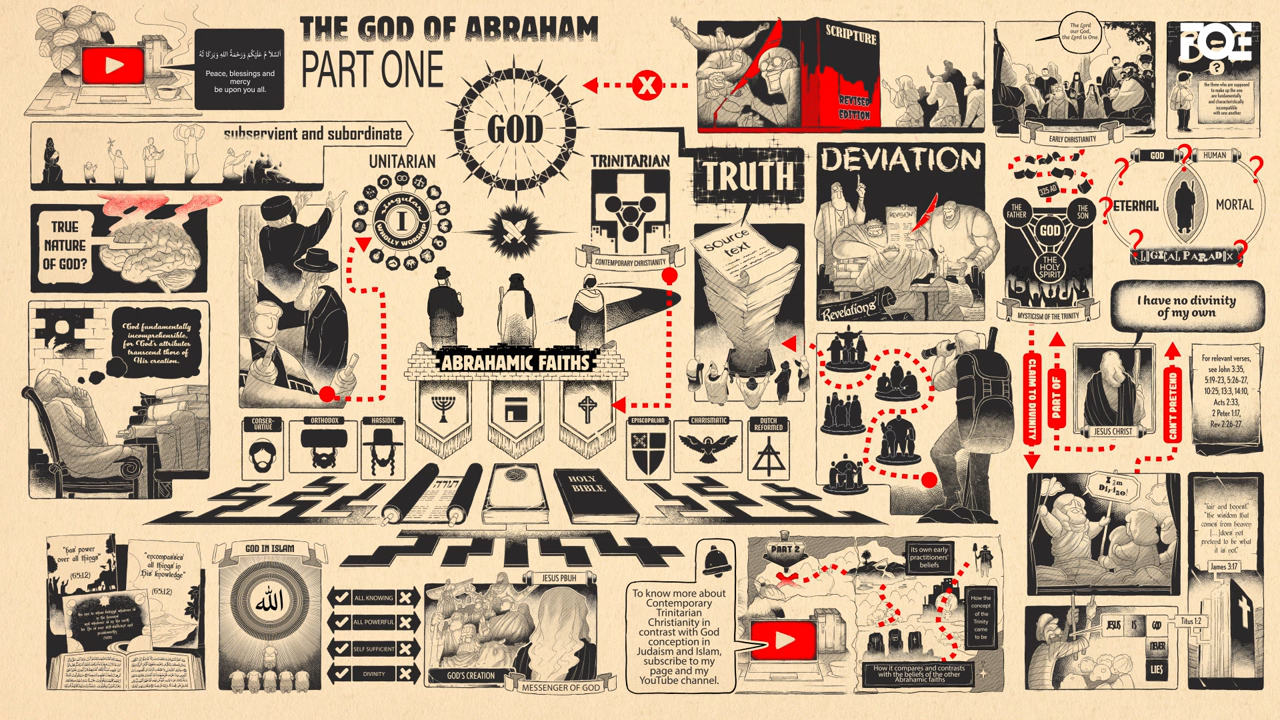 THE GOD OF ABRAHAM
PART ONE
Peace, blessings and
mercy
be upon you all.
subservient and subordinate
TRUE
NATURE
OF GOD?
God fundamentally
incomprehensible,
for God's attributes
transcend those of
His creation.
UNITARIAN
I
singular
WHOLLY WORSHIP
GOD
TRINITARIAN
CONTEMPORARY CHRISTIANITY
ABRAHAMIC FAITHS
CONSER-
VATIVE
ORTHODOX
HASSIDIC
EPISCOPALIAN
CHARISMATIC
DUTCH
REFORMED
תורה
HOLY
BIBLE
X
SCRIPTURE
REVISED
EDITION
TRUTH
source
text
DEVIATION
REVISION
Revelations
The Lord
our God,
the Lord is One
EARLY CHRISTIANITY
?
the three who are supposed
to make up the one
are fundamentally
and characteristically
incompatible
with one another
325 AD
THE
FATHER
THE
SON
GOD
THE
HOLY
SPIRIT
MYSTICISM OF THE TRINITY
GOD
HUMAN
ETERNAL
MORTAL
LOGICAL PARADOX
? ? ? ? ?
I have no divinity
of my own
CLAIM TO DIVINITY
PART OF
CAN'T PRETEND
JESUS CHRIST
For relevant verses,
see John 3:35,
5:19-23, 5:26-27,
10:25, 13:3, 14:10,
Acts 2:33,
2 Peter 1:17,
Rev 2:26-27.
I'm
Divine!
"fair and honest"
"the wisdom that
comes from heaven
[...] does not
pretend to be what
it is not"
James 3:17
JESUS IS GOD
NEVER
LIES
Titus 1:2
"has power
over all things"
(65:12)
"encompasses
all things in
His knowledge"
(65:12)
GOD IN ISLAM
الله
ALL KNOWING
ALL POWERFUL
SELF SUFFICIENT
DIVINITY
JESUS PBUH
GOD'S CREATION
MESSENGER OF GOD
To know more about
Contemporary
Trinitarian
Christianity in
contrast with God
conception in
Judaism and Islam,
subscribe to my
page and my
YouTube channel.
PART 2
its own early
practitioners'
beliefs
How the
concept
of the
Trinity
came
to be
How it compares and contrasts
with the beliefs of the other
Abrahamic faiths